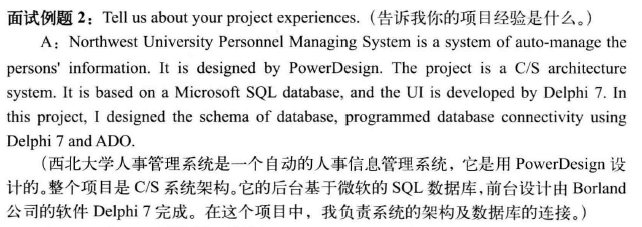 面试例题 2：Tell us about your project experiences.（告诉我你的项目经验是什么。）
A：Northwest University Personnel Managing System is a system of auto-manage the
persons' information. It is designed by PowerDesign. The project is a C/S architecture
system. It is based on a Microsoft SQL database, and the UI is developed by Delphi 7. In
this project, I designed the schema of database, programmed database connectivity using
Delphi 7 and ADO.
（西北大学人事管理系统是一个自动的人事信息管理系统，它是用 PowerDesign 设
计的。整个项目是 C/S 系统架构。它的后台基于微软的 SQL 数据库，前台设计由 Borland
公司的软件 Delphi 7 完成。在这个项目中，我负责系统的架构及数据库的连接。）